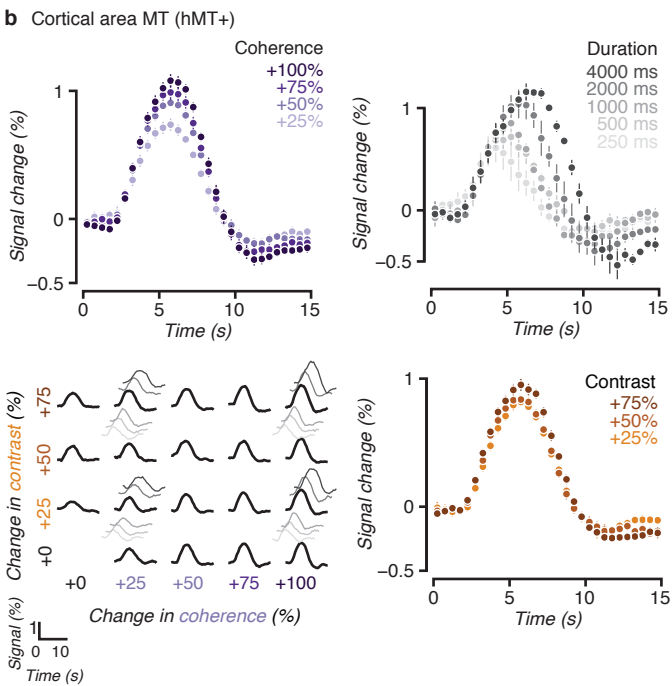 b Cortical area MT (hMT+)
Coherence
+100%
+75%
+50%
+25%
Signal change (%)
1
0
−0.5
0 5 10 15
Time (s)
Duration
4000 ms
2000 ms
1000 ms
500 ms
250 ms
Signal change (%)
1
0
−0.5
0 5 10 15
Time (s)
Change in contrast (%)
+75
+50
+25
+0
+0 +25 +50 +75 +100
Change in coherence (%)
Signal (%)
1
0 10
Time (s)
Contrast
+75%
+50%
+25%
Signal change (%)
1
0
−0.5
0 5 10 15
Time (s)